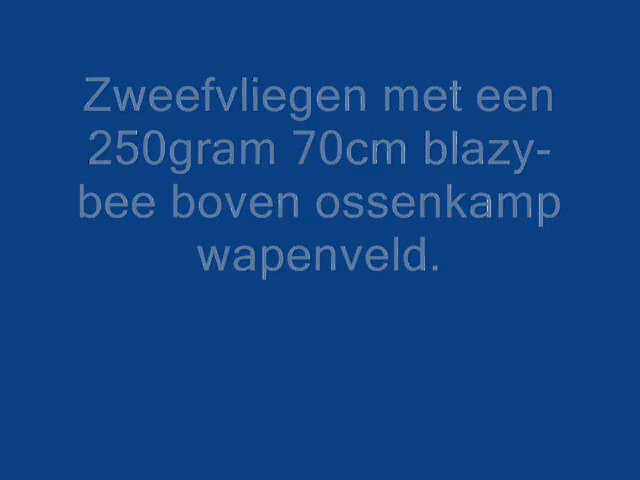 Zweefvliegen met een
250gram 70cm blazy-
bee boven ossenkamp
wapenveld.